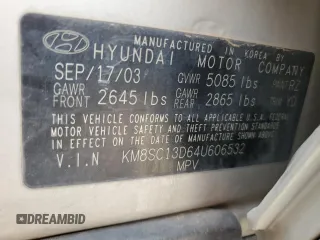 MANUFACTURED IN KOREA BY
HYUNDAI MOTOR COMPANY
SEP/17/03 GVWR 5085 lbs PAINT:
GAWR FRONT 2645 lbs GAWR REAR 2865 lbs
THIS VEHICLE CONFORMS TO ALL APPLICABLE U.S. FEDERAL
MOTOR VEHICLE SAFETY AND THEFT PREVENTION
STANDARDS IN EFFECT ON THE DATE OF
MANUFACTURE SHOWN ABOVE.
V.I.N KM8SC13D64U606532
MPV
DREAMBID